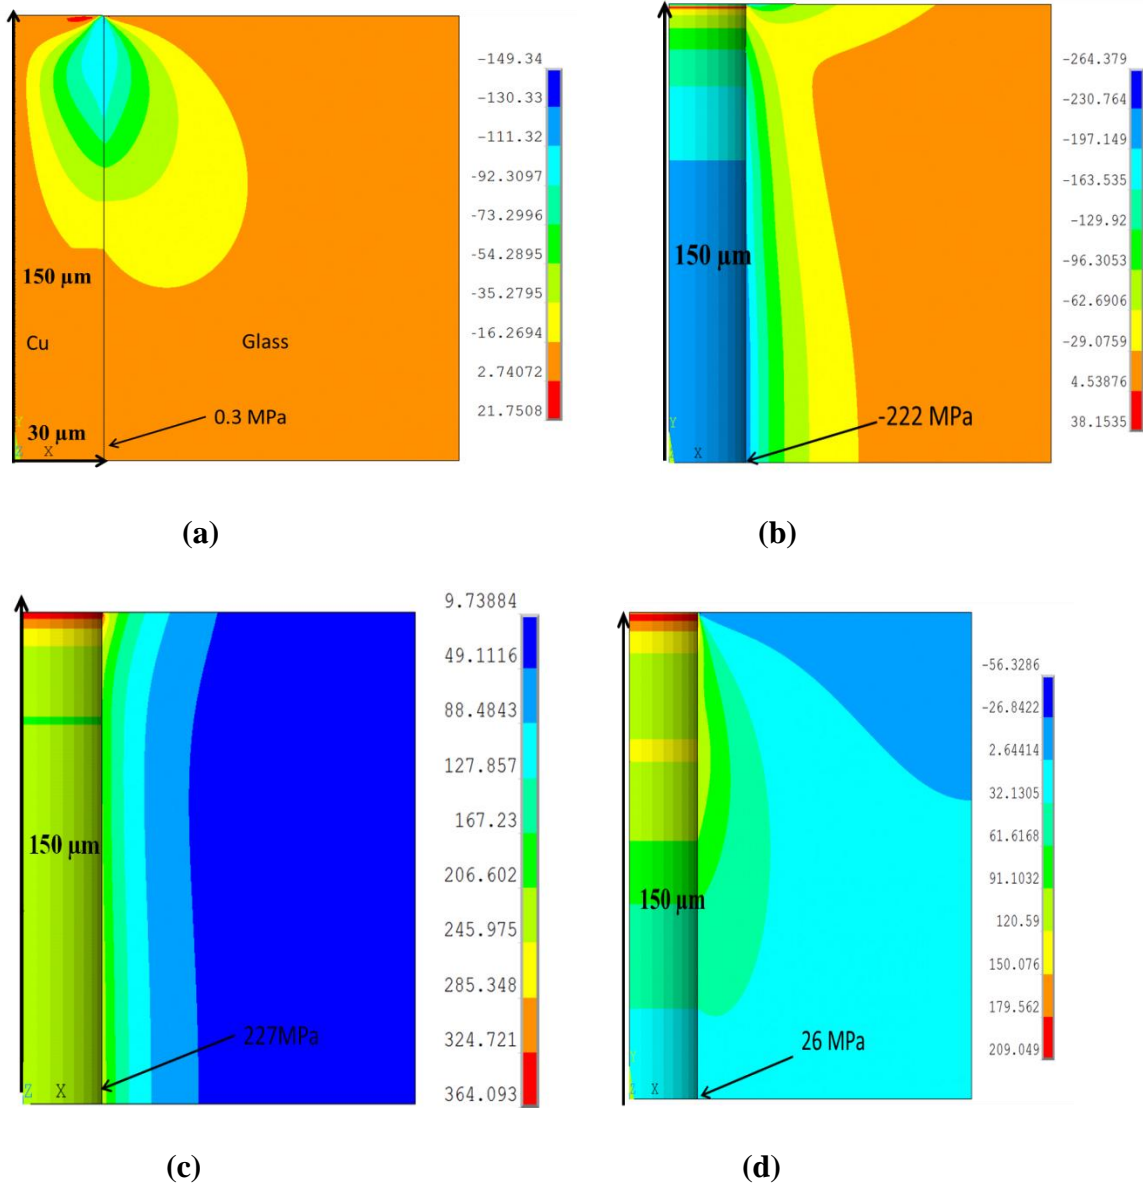 -149.34
-130.33
-111.32
-92.3097
-73.2996
-54.2895
-35.2795
-16.2694
2.74072
21.7508
150 µm
Cu
Glass
0.3 MPa
30 µm
Y
Z X
(a)
-264.379
-230.764
-197.149
-163.535
-129.92
-96.3053
-62.6906
-29.0759
4.53876
38.1535
150 µm
-222 MPa
Y
X
(b)
9.73884
49.1116
88.4843
127.857
167.23
206.602
245.975
285.348
324.721
364.093
150 µm
227MPa
Z X
(c)
-56.3286
-26.8422
2.64414
32.1305
61.6168
91.1032
120.59
150.076
179.562
209.049
150 µm
26 MPa
Y
Z X
(d)